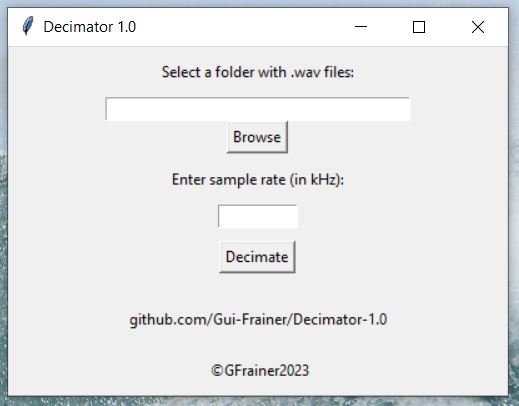 Decimator 1.0
Select a folder with .wav files:
Browse
Enter sample rate (in kHz):
Decimate
github.com/Gui-Frainer/Decimator-1.0
©GFrainer2023